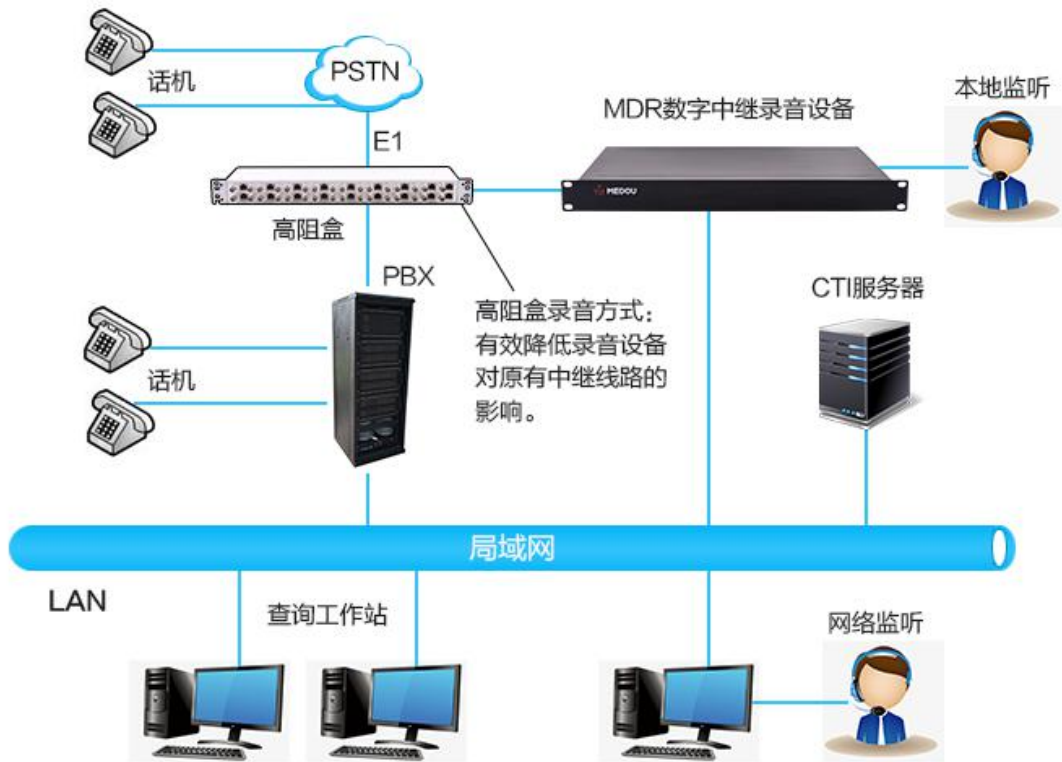 PSTN
话机
E1
MDR数字中继录音设备
本地监听
MEDOU
高阻盒
PBX
高阻盒录音方式:
有效降低录音设备
对原有中继线路的
影响。
CTI服务器
话机
局域网
LAN
查询工作站
网络监听